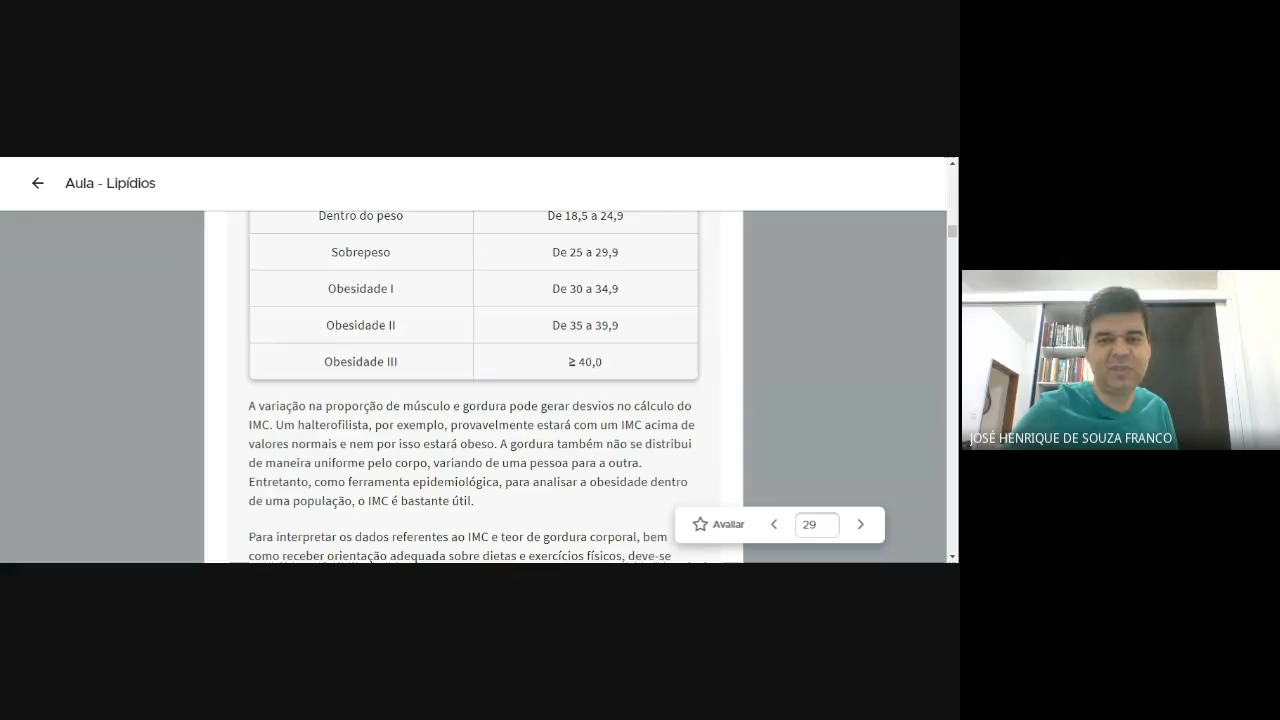 Aula - Lipídios
Dentro do peso De 18,5 a 24,9
Sobrepeso De 25 a 29,9
Obesidade I De 30 a 34,9
Obesidade II De 35 a 39,9
Obesidade III ≥ 40,0
A variação na proporção de músculo e gordura pode gerar desvios no cálculo do
IMC. Um halterofilista, por exemplo, provavelmente estará com um IMC acima de
valores normais e nem por isso estará obeso. A gordura também não se distribui
de maneira uniforme pelo corpo, variando de uma pessoa para a outra.
Entretanto, como ferramenta epidemiológica, para analisar a obesidade dentro
de uma população, o IMC é bastante útil.
Para interpretar os dados referentes ao IMC e teor de gordura corporal, bem
como receber orientação adequada sobre dietas e exercícios físicos, deve-se
Avaliar 29
JOSÉ HENRIQUE DE SOUZA FRANCO